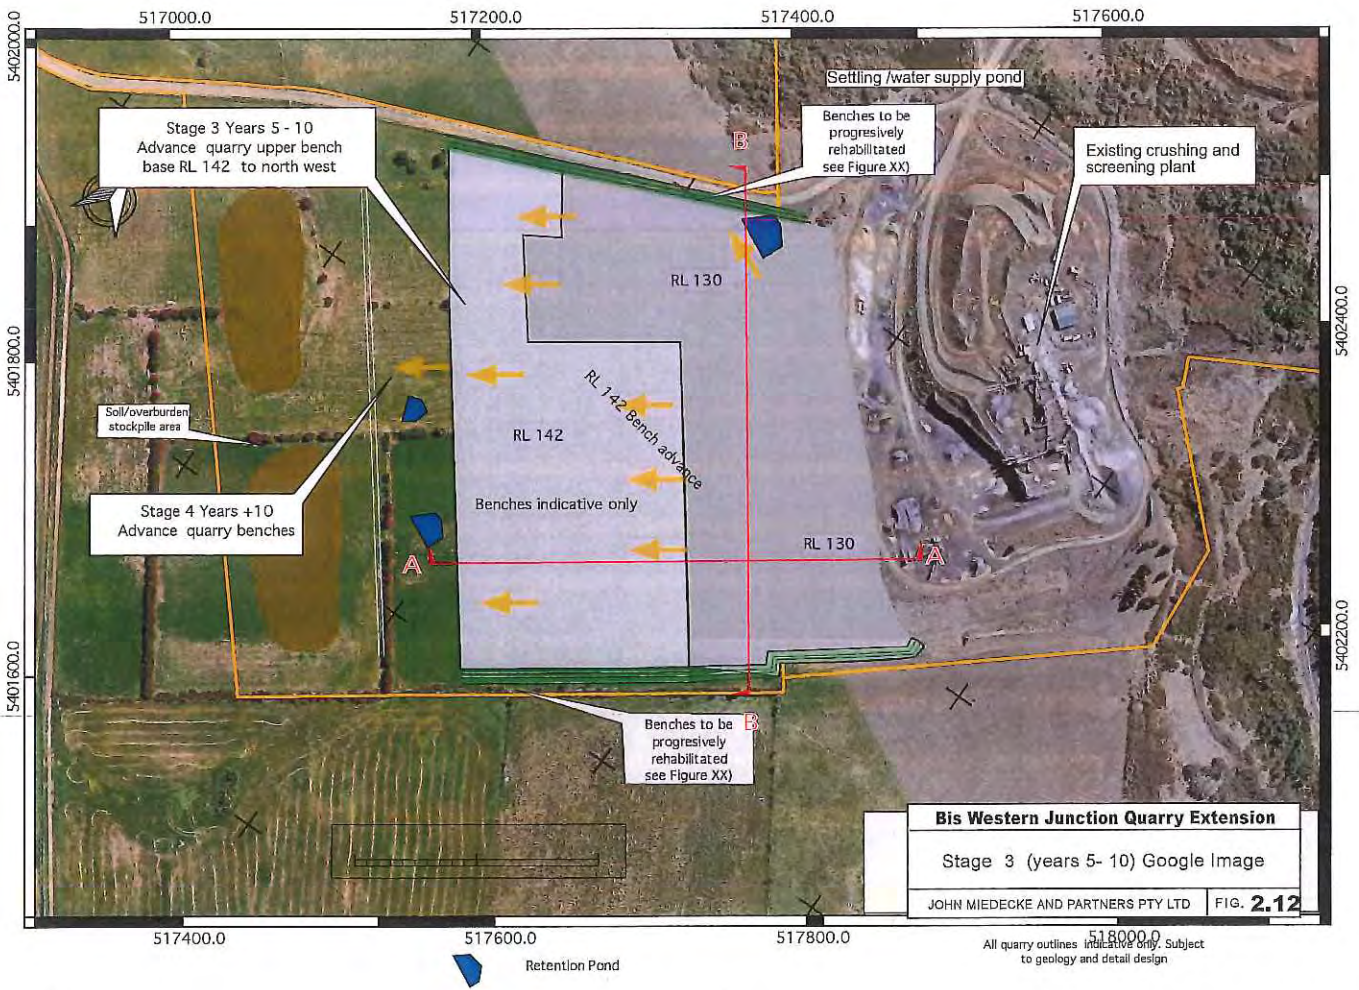 517000.0
517200.0
517400.0
517600.0
5402000.0
Settling /water supply pond
Stage 3 Years 5 - 10
Advance quarry upper bench
base RL 142 to north west
Benches to be
progresively
rehabilitated
see Figure XX)
B
Existing crushing and
screening plant
RL 130
5401800.0
5402400.0
RL 142 Bench advance
Soil/overburden
stockpile area
RL 142
Stage 4 Years +10
Advance quarry benches
Benches indicative only
RL 130
A
A
5401600.0
5402200.0
B
Benches to be
progresively
rehabilitated
see Figure XX)
Bis Western Junction Quarry Extension
Stage 3 (years 5- 10) Google Image
JOHN MIEDECKE AND PARTNERS PTY LTD
FIG. 2.12
517400.0
517600.0
517800.0
518000.0
All quarry outlines indicative only. Subject
to geology and detail design
Retention Pond